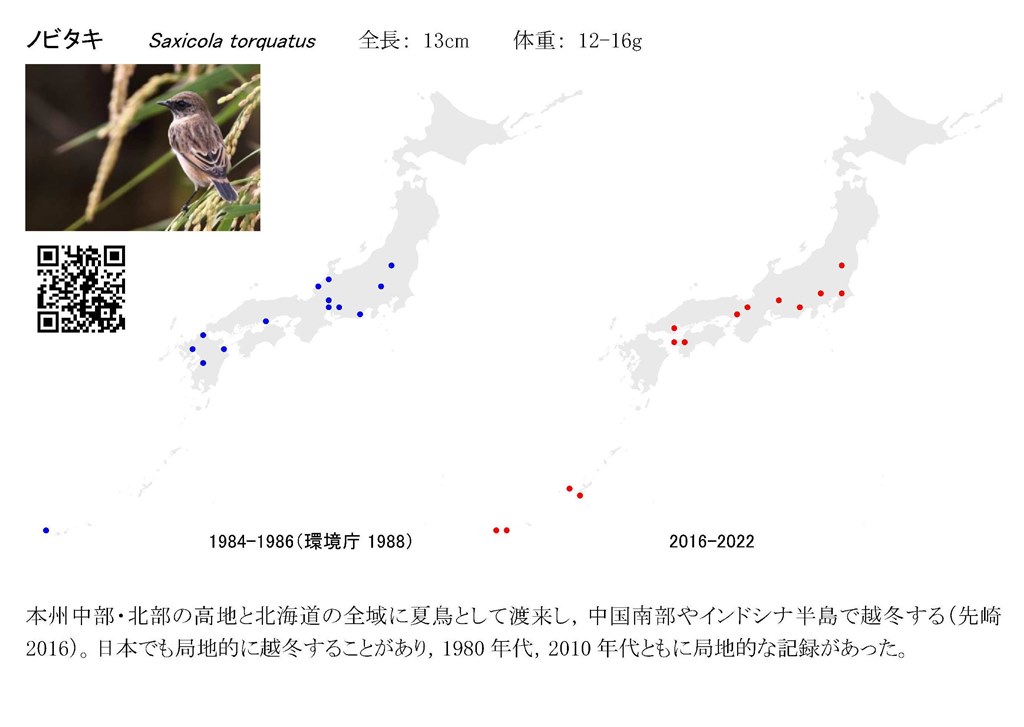 ノビタキ Saxicola torquatus 全長： 13cm 体重： 12-16g
1984-1986（環境庁 1988） 2016-2022
本州中部・北部の高地と北海道の全域に夏鳥として渡来し，中国南部やインドシナ半島で越冬する（先崎
2016）。日本でも局地的に越冬することがあり，1980 年代，2010 年代ともに局地的な記録があった。